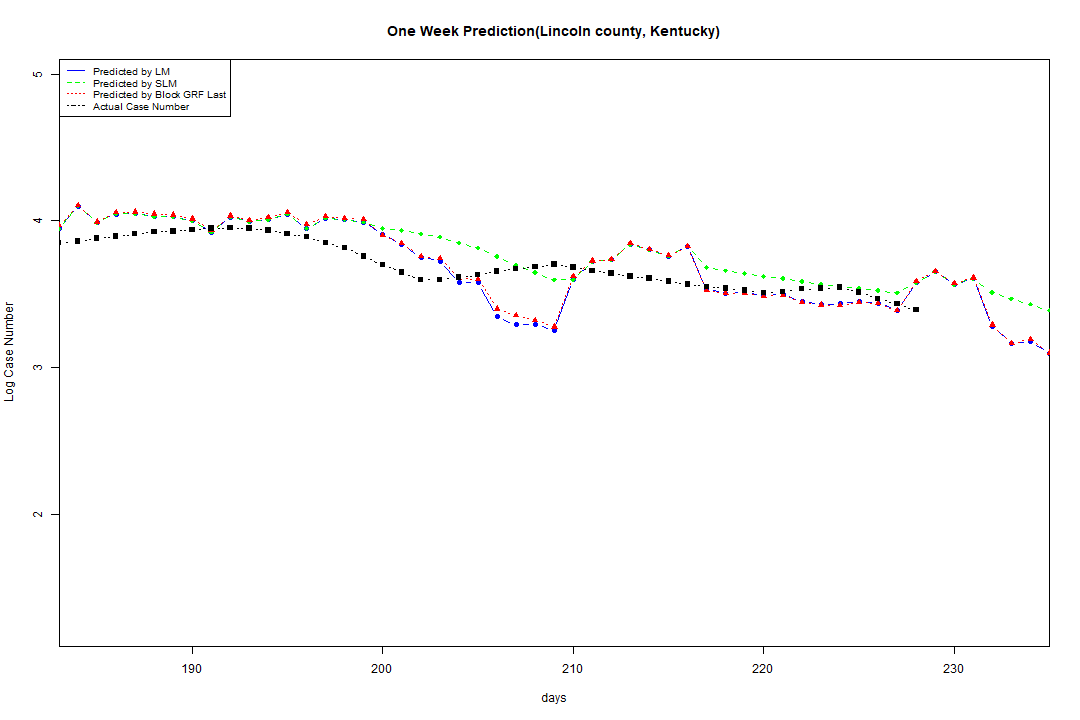 One Week Prediction(Lincoln county, Kentucky)
Predicted by LM
Predicted by SLM
Predicted by Block GRF Last
Actual Case Number
5
4
3
2
Log Case Number
190 200 210 220 230
days